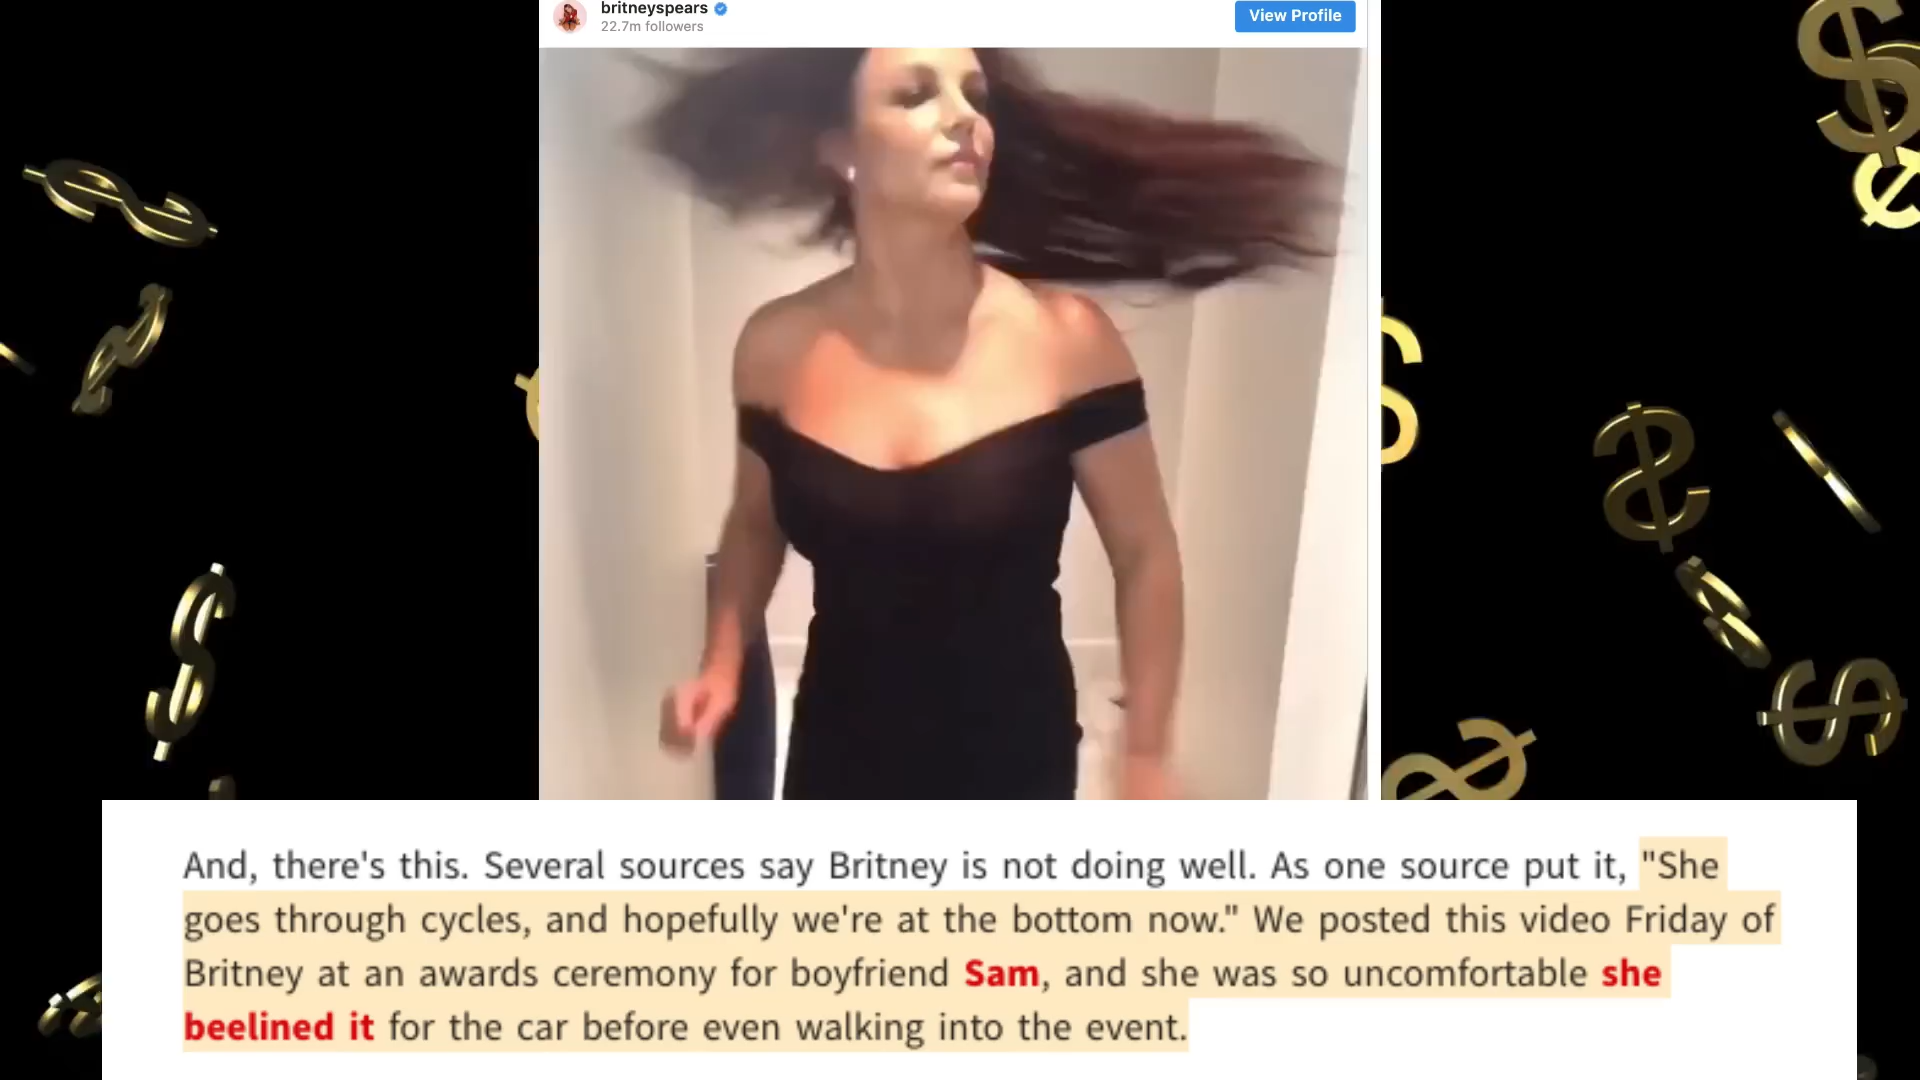 britneyspears
22.7m followers
View Profile
And, there's this. Several sources say Britney is not doing well. As one source put it, "She
goes through cycles, and hopefully we're at the bottom now." We posted this video Friday of
Britney at an awards ceremony for boyfriend Sam, and she was so uncomfortable she
beelined it for the car before even walking into the event.